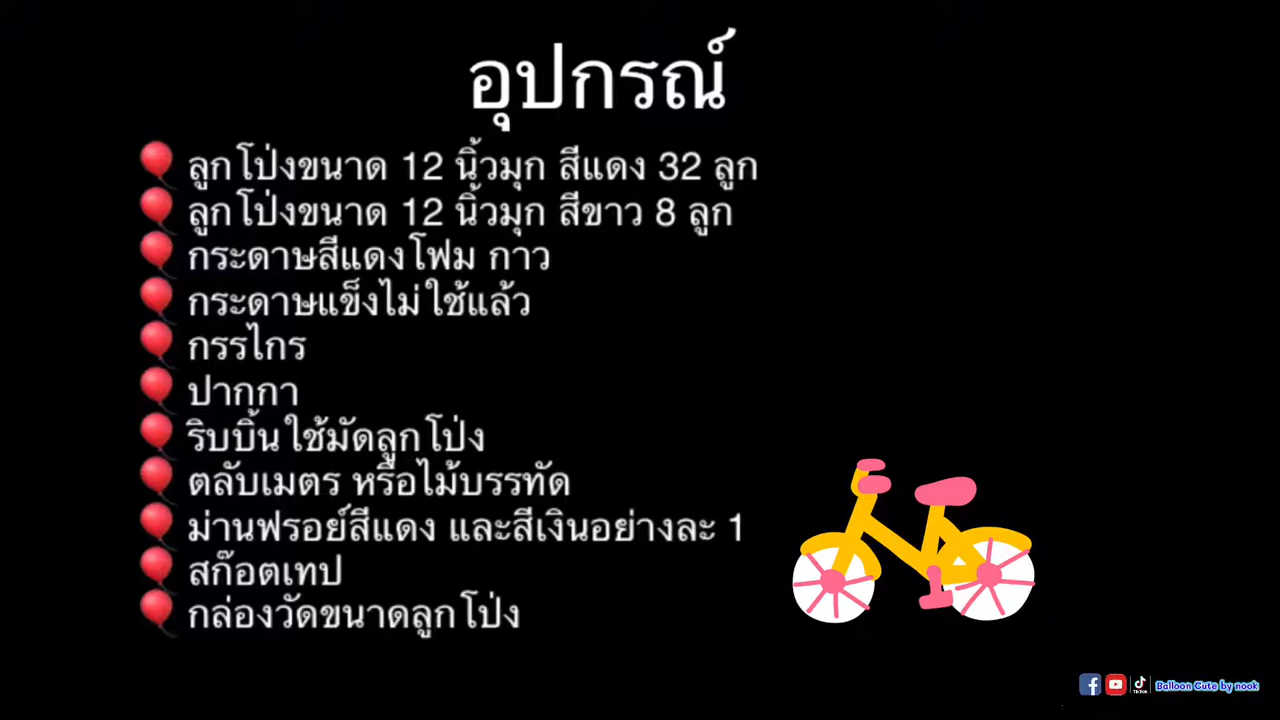 อุปกรณ์
ลูกโป่งขนาด 12 นิ้วมุก สีแดง 32 ลูก
ลูกโป่งขนาด 12 นิ้วมุก สีขาว 8 ลูก
กระดาษสีแดงโฟม กาว
กระดาษแข็งไม่ใช้แล้ว
กรรไกร
ปากกา
ริบบิ้นใช้มัดลูกโป่ง
ตลับเมตร หรือไม้บรรทัด
ม่านฟรอย์สีแดง และสีเงินอย่างละ 1
สก๊อตเทป
กล่องวัดขนาดลูกโป่ง
TikTok Balloon Cute by nook